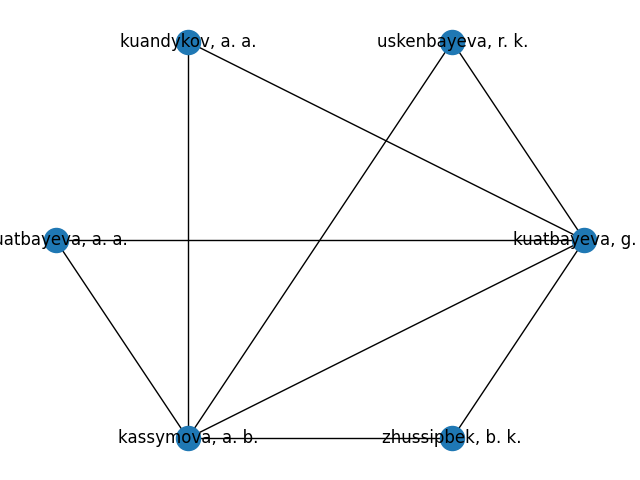 kuandykov, a. a.
uskenbayeva, r. k.
uatbayeva, a. a.
kuatbayeva, g.
kassymova, a. b.
zhussipbek, b. k.